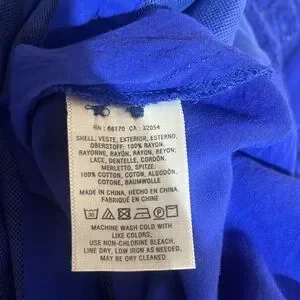 RN : 66170 CA : 32054
SHELL, VESTE, EXTERIOR, ESTERNO,
OBERSTOFF: 100% RAYON,
RAYONNE, RAYÓN, RAYON, REYON;
LACE, DENTELLE, CORDÓN,
MERLETTO, SPITZE:
100% COTTON, COTON, ALGODÓN,
COTONE, BAUMWOLLE
MADE IN CHINA, HECHO EN CHINA,
FABRIQUÉ EN CHINE
30
MACHINE WASH COLD WITH
LIKE COLORS,
USE NON-CHLORINE BLEACH,
LINE DRY, LOW IRON AS NEEDED.
MAY BE DRY CLEANED